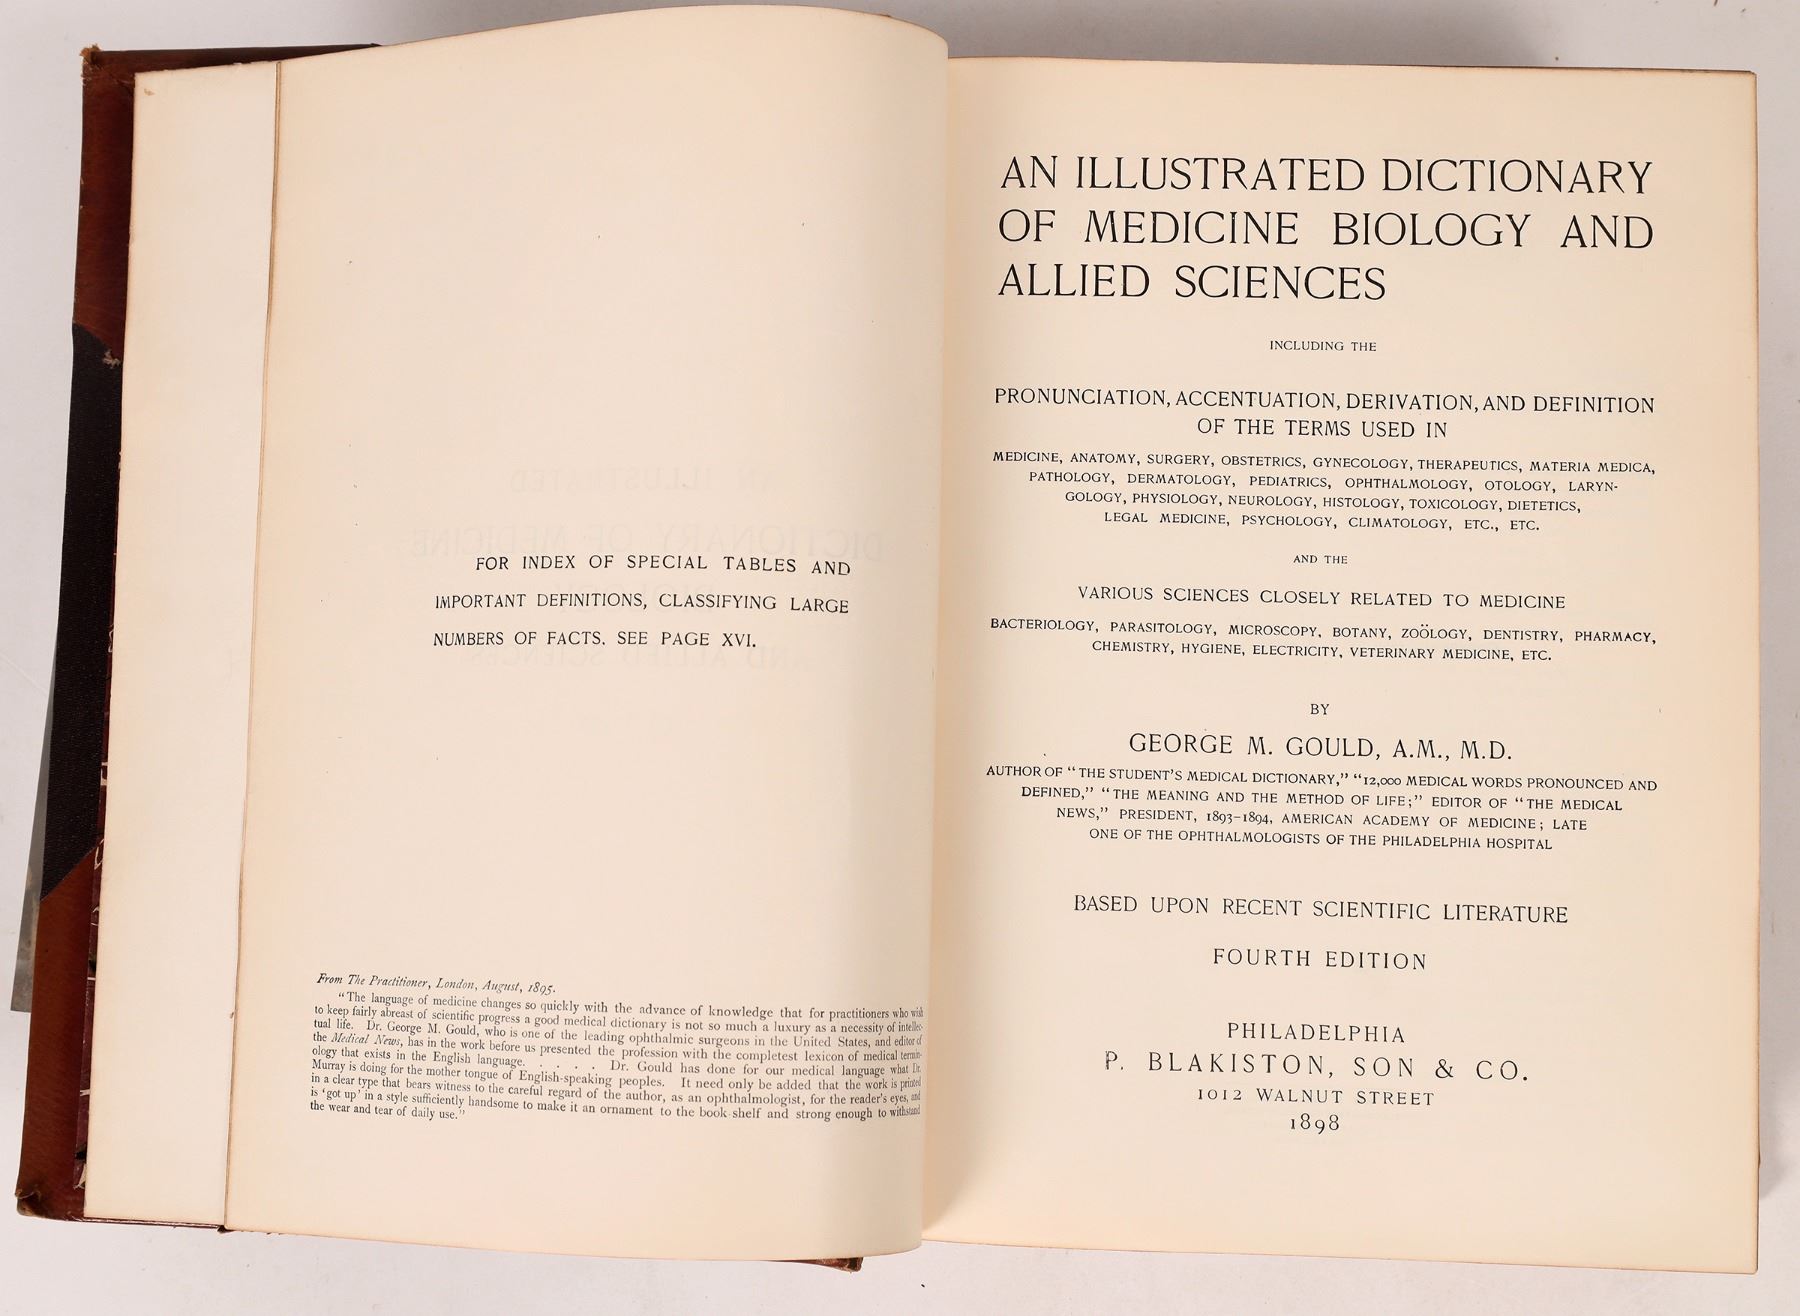 FOR INDEX OF SPECIAL TABLES AND
IMPORTANT DEFINITIONS, CLASSIFYING LARGE
NUMBERS OF FACTS. SEE PAGE XVI.
From The Practitioner, London, August, 1895.
"The language of medicine changes so quickly with the advance of knowledge that for practitioners who wish
to keep fairly abreast of scientific progress a good medical dictionary is not so much a luxury as a necessity of intellec-
tual life. Dr. George M. Gould, who is one of the leading ophthalmic surgeons in the United States, and editor of
the Medical News, has in the work before us presented the profession with the completest lexicon of medical termin-
ology that exists in the English language. . . . . . Dr. Gould has done for our medical language what Dr.
Murray is doing for the mother tongue of English-speaking peoples. It need only be added that the work is printed
in a clear type that bears witness to the careful regard of the author, as an ophthalmologist, for the reader's eyes, and
is 'got up' in a style sufficiently handsome to make it an ornament to the book shelf and strong enough to withstand
the wear and tear of daily use."
AN ILLUSTRATED DICTIONARY
OF MEDICINE BIOLOGY AND
ALLIED SCIENCES
INCLUDING THE
PRONUNCIATION, ACCENTUATION, DERIVATION, AND DEFINITION
OF THE TERMS USED IN
MEDICINE, ANATOMY, SURGERY, OBSTETRICS, GYNECOLOGY, THERAPEUTICS, MATERIA MEDICA,
PATHOLOGY, DERMATOLOGY, PEDIATRICS, OPHTHALMOLOGY, OTOLOGY, LARYN-
GOLOGY, PHYSIOLOGY, NEUROLOGY, HISTOLOGY, TOXICOLOGY, DIETETICS,
LEGAL MEDICINE, PSYCHOLOGY, CLIMATOLOGY, ETC., ETC.
AND THE
VARIOUS SCIENCES CLOSELY RELATED TO MEDICINE
BACTERIOLOGY, PARASITOLOGY, MICROSCOPY, BOTANY, ZOÖLOGY, DENTISTRY, PHARMACY,
CHEMISTRY, HYGIENE, ELECTRICITY, VETERINARY MEDICINE, ETC.
BY
GEORGE M. GOULD, A.M., M.D.
AUTHOR OF "THE STUDENT'S MEDICAL DICTIONARY," "12,000 MEDICAL WORDS PRONOUNCED AND
DEFINED," "THE MEANING AND THE METHOD OF LIFE;" EDITOR OF "THE MEDICAL
NEWS," PRESIDENT, 1893-1894, AMERICAN ACADEMY OF MEDICINE; LATE
ONE OF THE OPHTHALMOLOGISTS OF THE PHILADELPHIA HOSPITAL
BASED UPON RECENT SCIENTIFIC LITERATURE
FOURTH EDITION
PHILADELPHIA
P. BLAKISTON, SON & CO.
1012 WALNUT STREET
1898